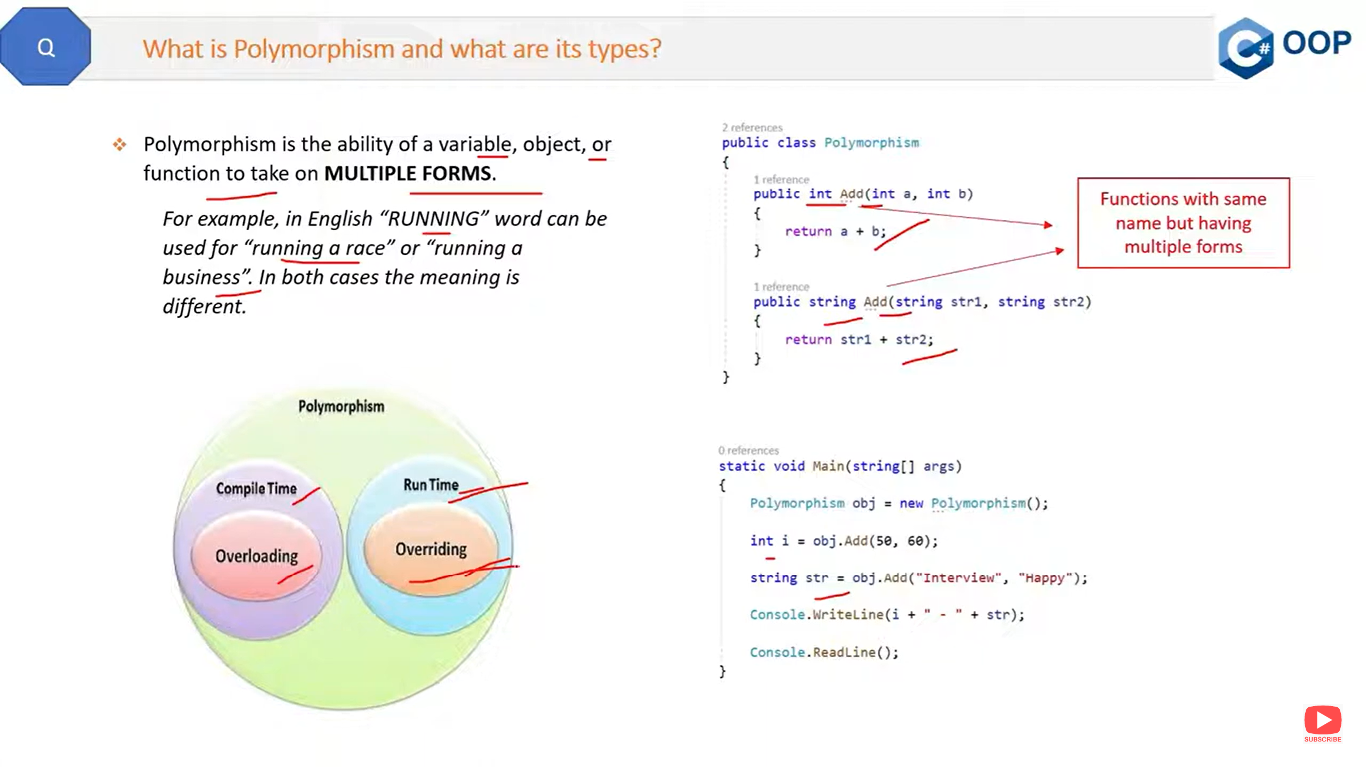 Q
What is Polymorphism and what are its types?
C# OOP
❖ Polymorphism is the ability of a variable, object, or
function to take on MULTIPLE FORMS.
For example, in English “RUNNING” word can be
used for “running a race” or “running a
business”. In both cases the meaning is
different.
Polymorphism
Compile Time
Run Time
Overloading
Overriding
2 references
public class Polymorphism
{
1 reference
public int Add(int a, int b)
{
return a + b;
}
1 reference
public string Add(string str1, string str2)
{
return str1 + str2;
}
}
Functions with same
name but having
multiple forms
0 references
static void Main(string[] args)
{
Polymorphism obj = new Polymorphism();
int i = obj.Add(50, 60);
string str = obj.Add("Interview", "Happy");
Console.WriteLine(i + " - " + str);
Console.ReadLine();
}
SUBSCRIBE